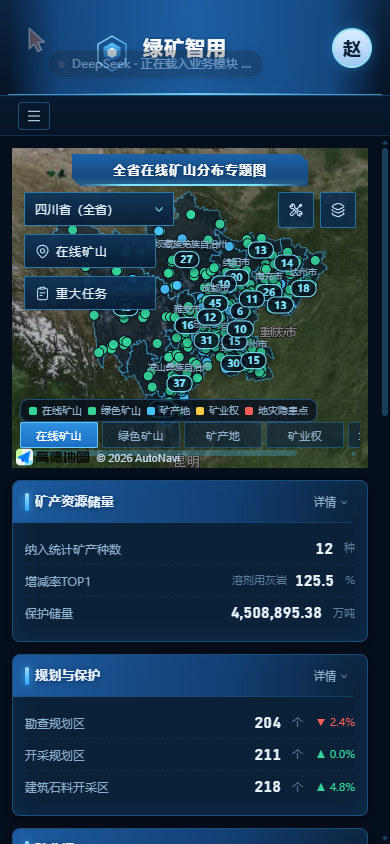 绿矿智用
DeepSeek · 正在载入业务模块 ...
赵
全省在线矿山分布专题图
四川省（全省）
在线矿山
重大任务
27
13
14
18
26
45
11
13
12
6
16
10
31
15
30
15
37
重庆市
昆明
在线矿山 绿色矿山 矿产地 矿业权 地灾隐患点
在线矿山 绿色矿山 矿产地 矿业权
高德地图 © 2026 AutoNavi
矿产资源储量 详情
纳入统计矿产种数 12 种
增减率TOP1 溶剂用灰岩 125.5 %
保护储量 4,508,895.38 万吨
规划与保护 详情
勘查规划区 204 个 ▼ 2.4%
开采规划区 211 个 ▲ 0.0%
建筑石料开采区 218 个 ▲ 4.8%